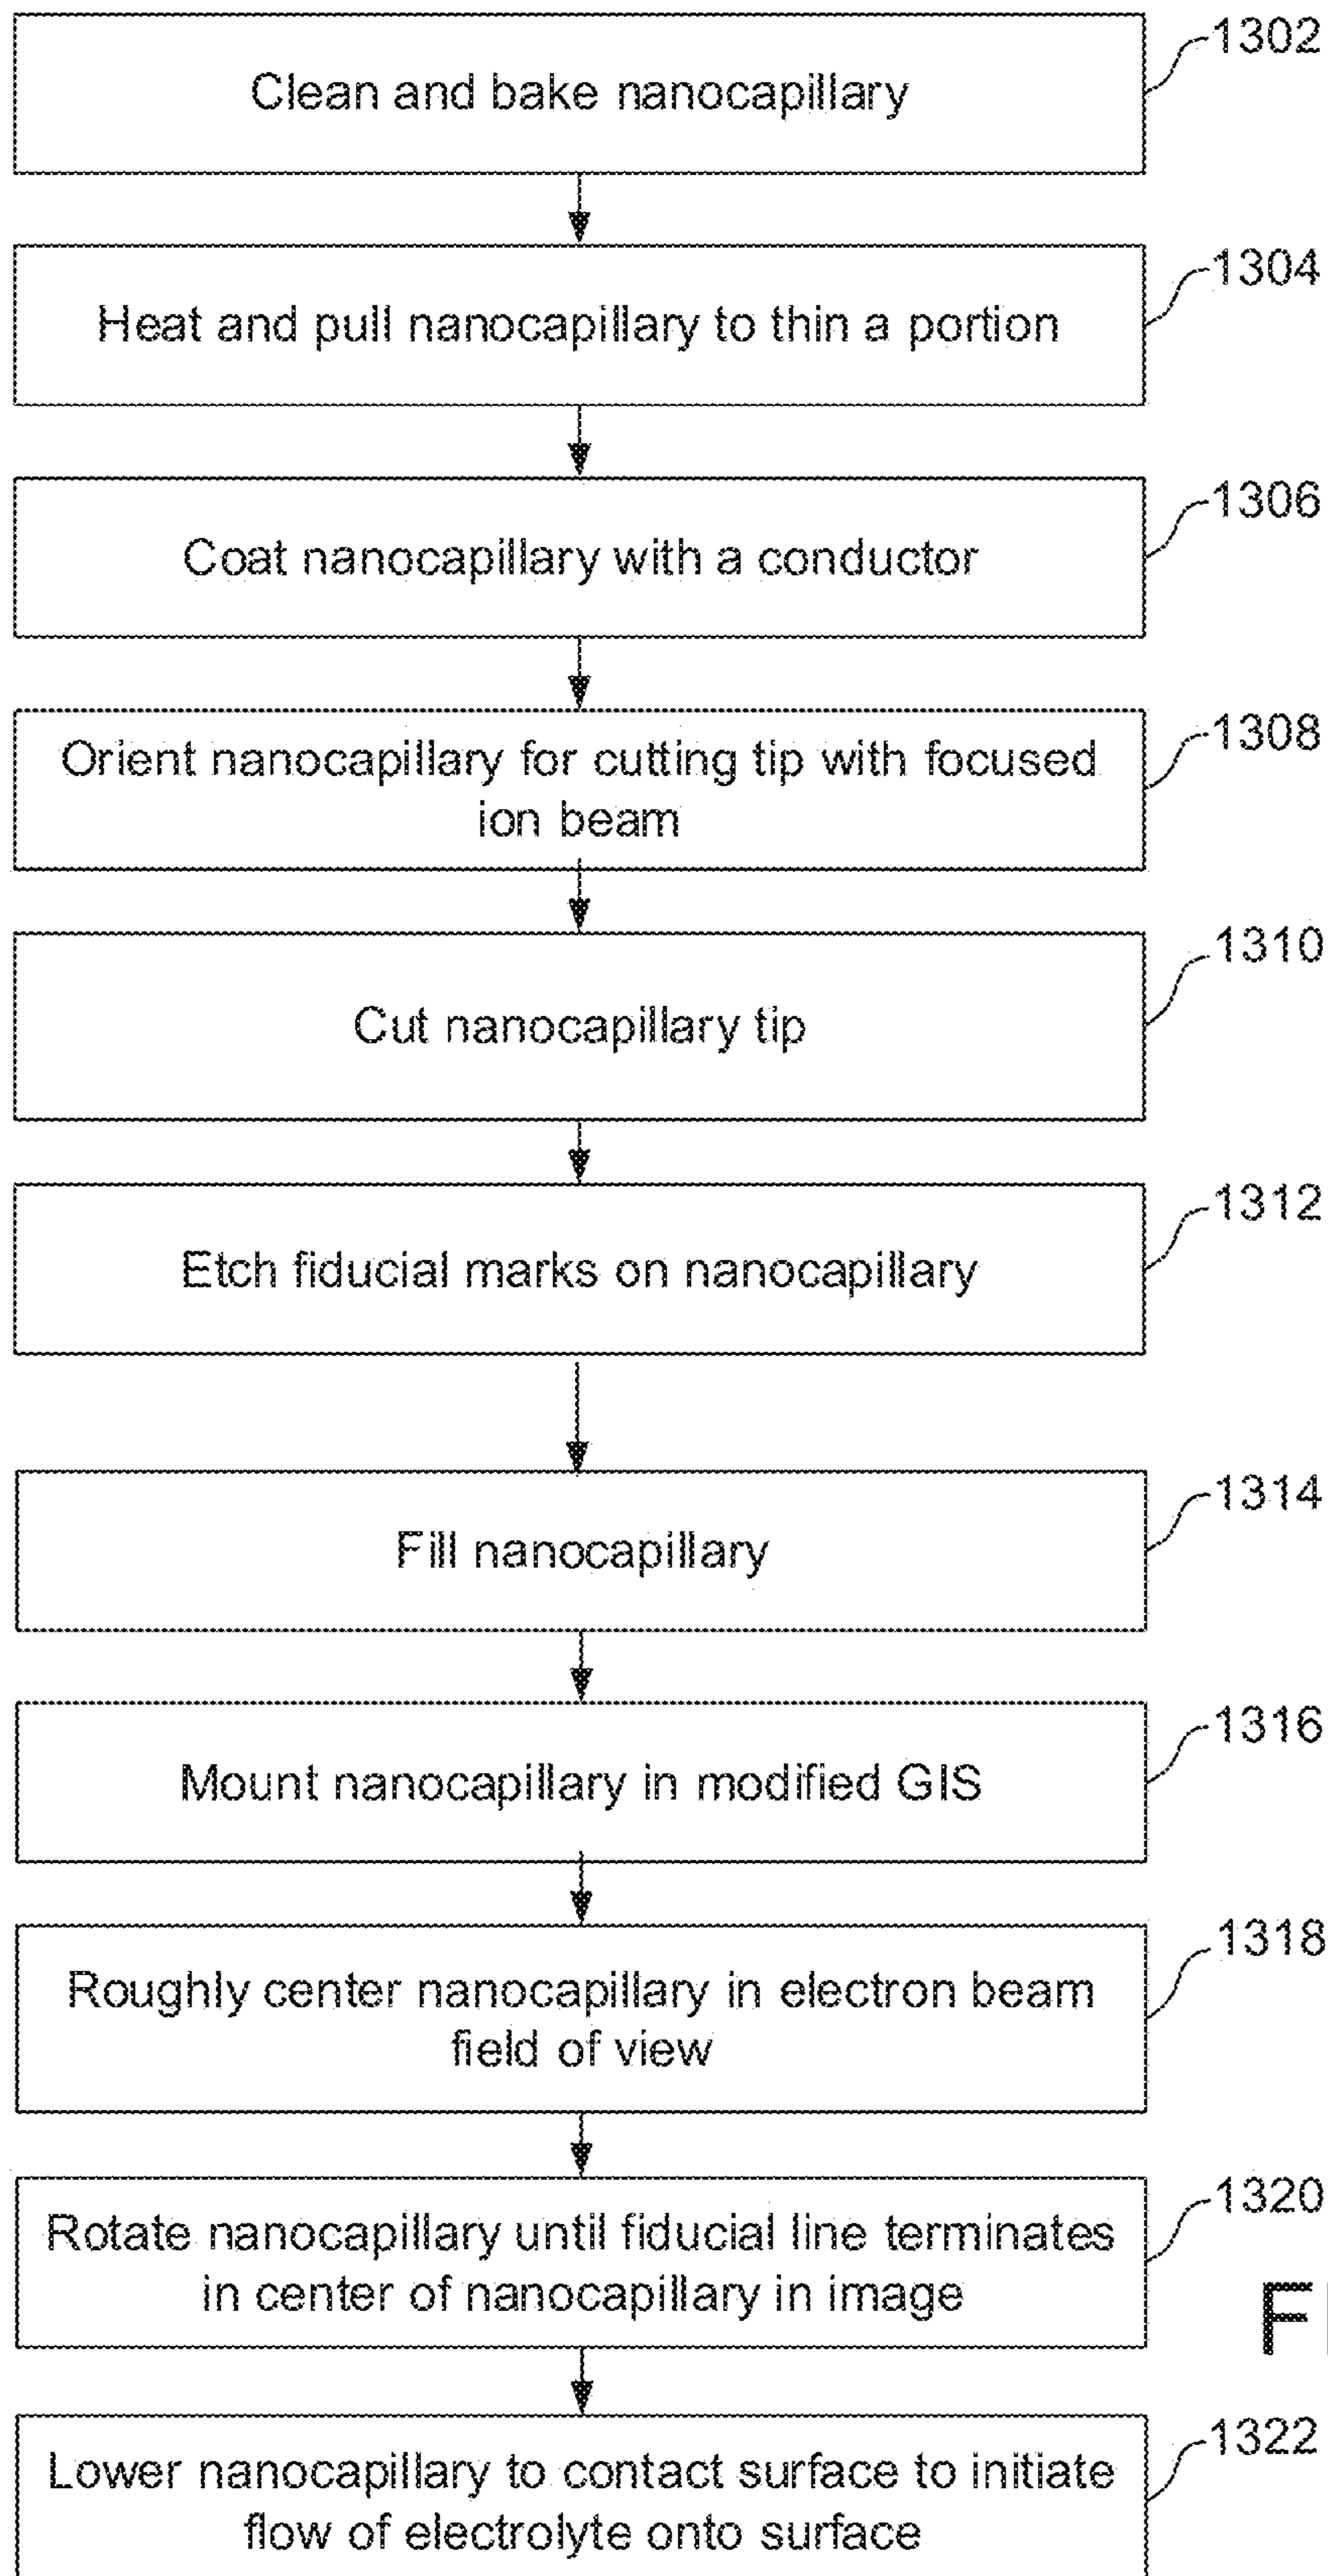 1302
Clean and bake nanocapillary
1304
Heat and pull nanocapillary to thin a portion
1306
Coat nanocapillary with a conductor
1308
Orient nanocapillary for cutting tip with focused
ion beam
1310
Cut nanocapillary tip
1312
Etch fiducial marks on nanocapillary
1314
Fill nanocapillary
1316
Mount nanocapillary in modified GIS
1318
Roughly center nanocapillary in electron beam
field of view
1320
Rotate nanocapillary until fiducial line terminates
in center of nanocapillary in image
1322
Lower nanocapillary to contact surface to initiate
flow of electrolyte onto surface